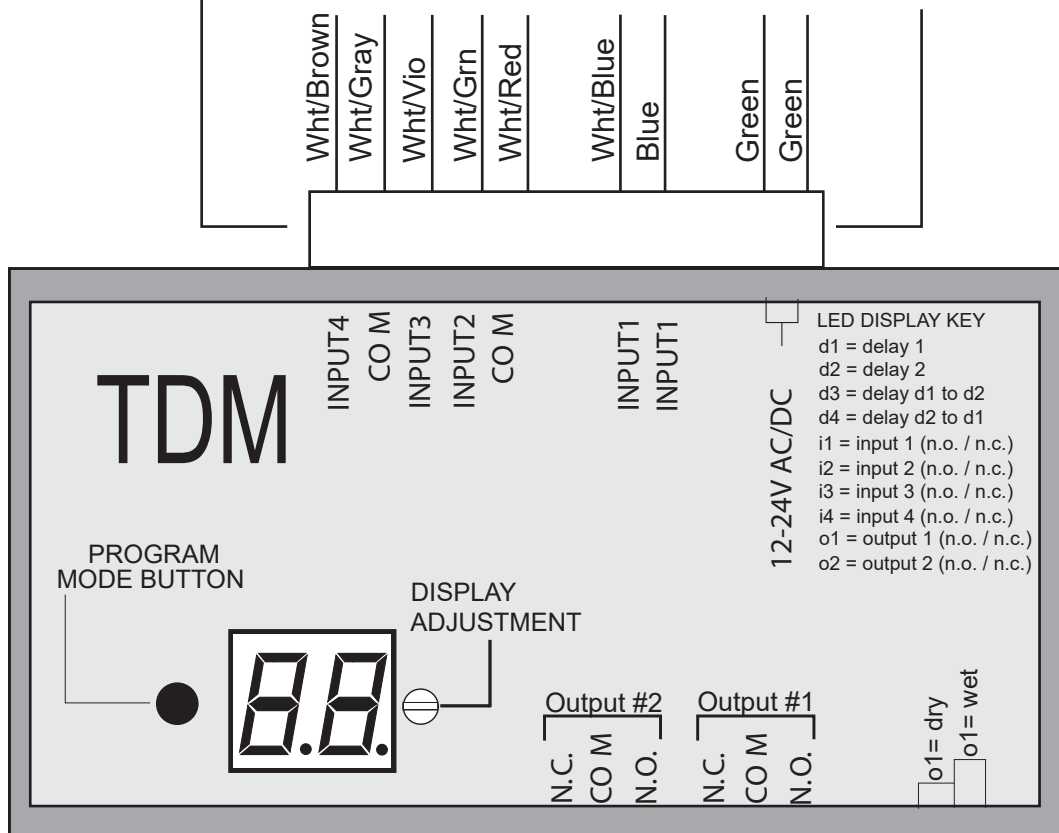 Wht/Brown
Wht/Gray
Wht/Vio
Wht/Grn
Wht/Red
Wht/Blue
Blue
Green
Green
INPUT4
CO M
INPUT3
INPUT2
CO M
INPUT1
INPUT1
12-24V AC/DC
LED DISPLAY KEY
d1 = delay 1
d2 = delay 2
d3 = delay d1 to d2
d4 = delay d2 to d1
i1 = input 1 (n.o. / n.c.)
i2 = input 2 (n.o. / n.c.)
i3 = input 3 (n.o. / n.c.)
i4 = input 4 (n.o. / n.c.)
o1 = output 1 (n.o. / n.c.)
o2 = output 2 (n.o. / n.c.)
TDM
PROGRAM
MODE BUTTON
DISPLAY
ADJUSTMENT
8.8.
Output #2
N.C.
CO M
N.O.
Output #1
N.C.
CO M
N.O.
o1= dry
o1= wet